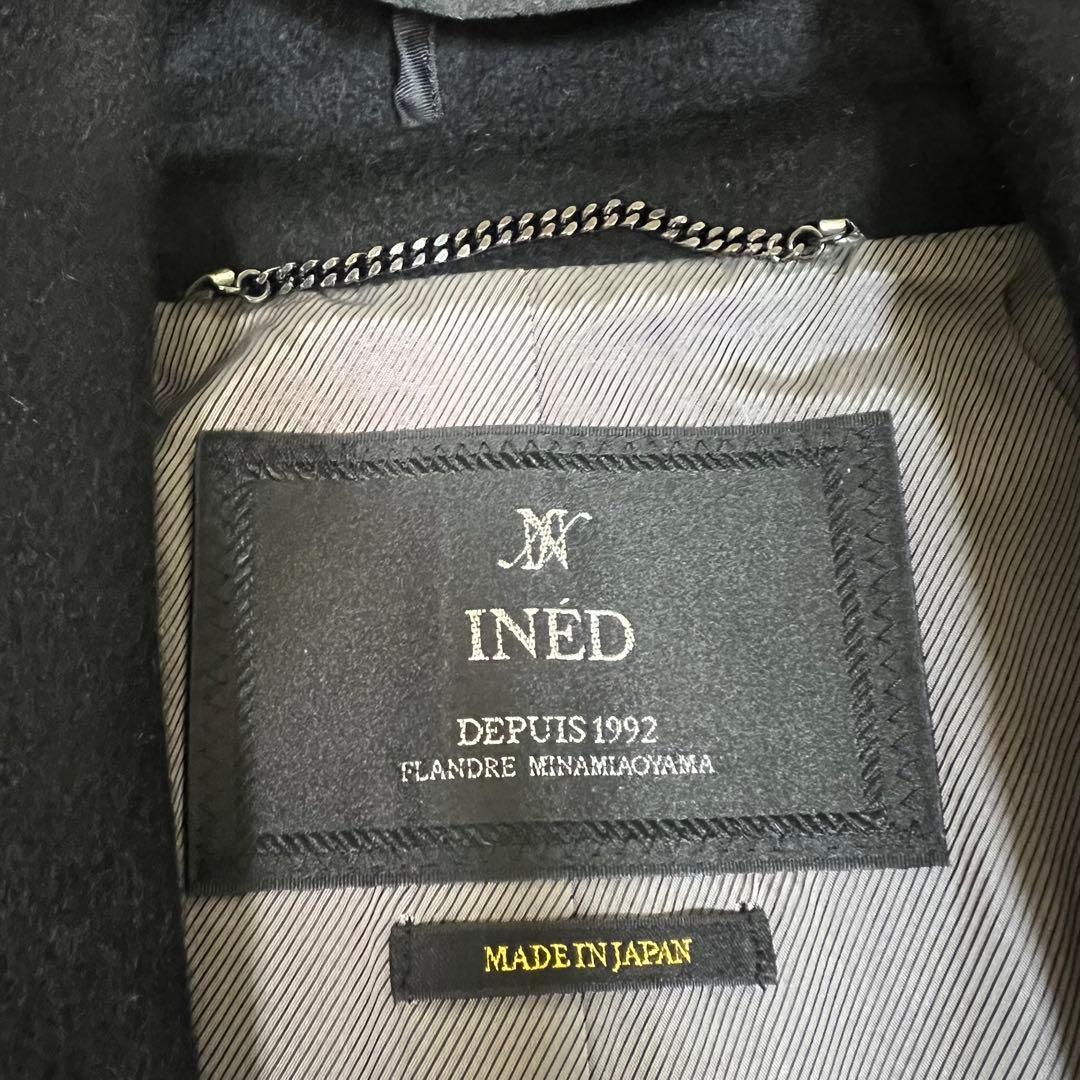 INÉD
DEPUIS 1992
FLANDRE MINAMIAOYAMA
MADE IN JAPAN